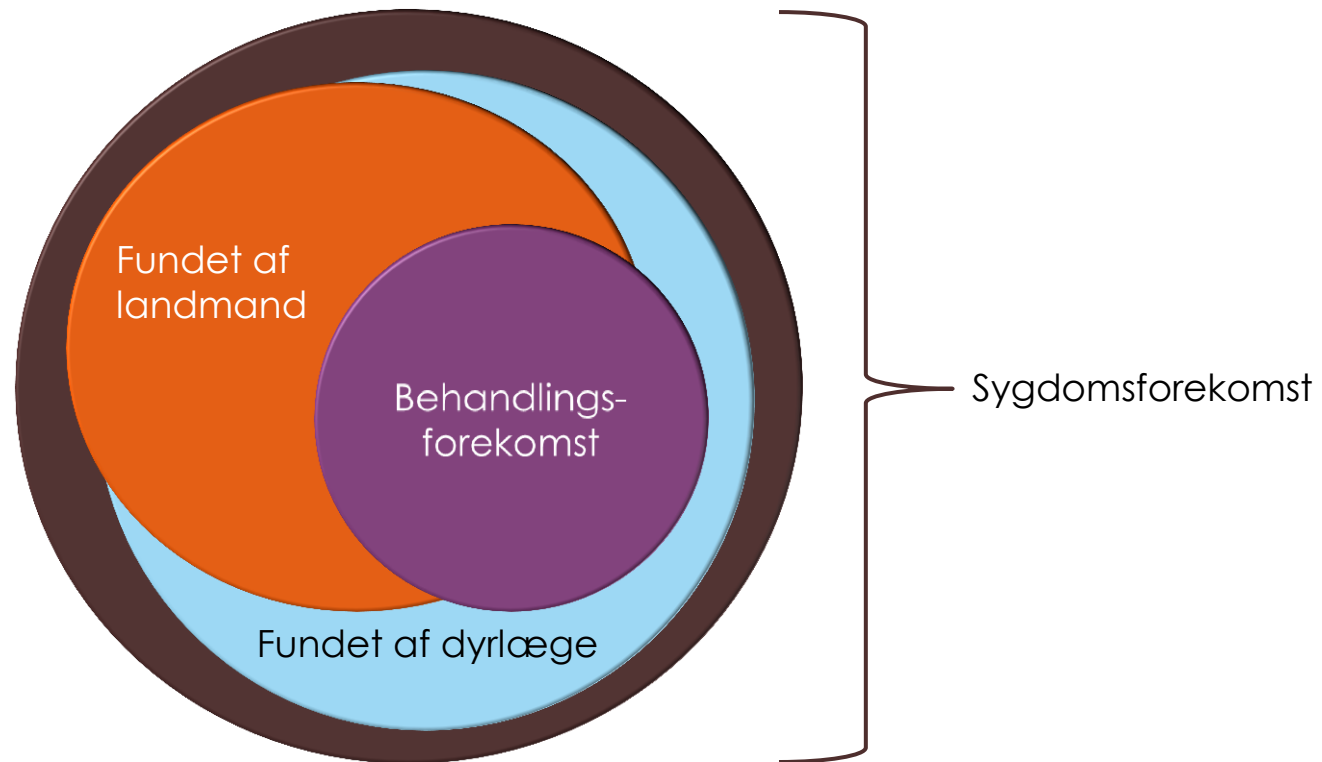 Fundet af
landmand
Behandlings-
forekomst
Sygdomsforekomst
Fundet af dyrlæge